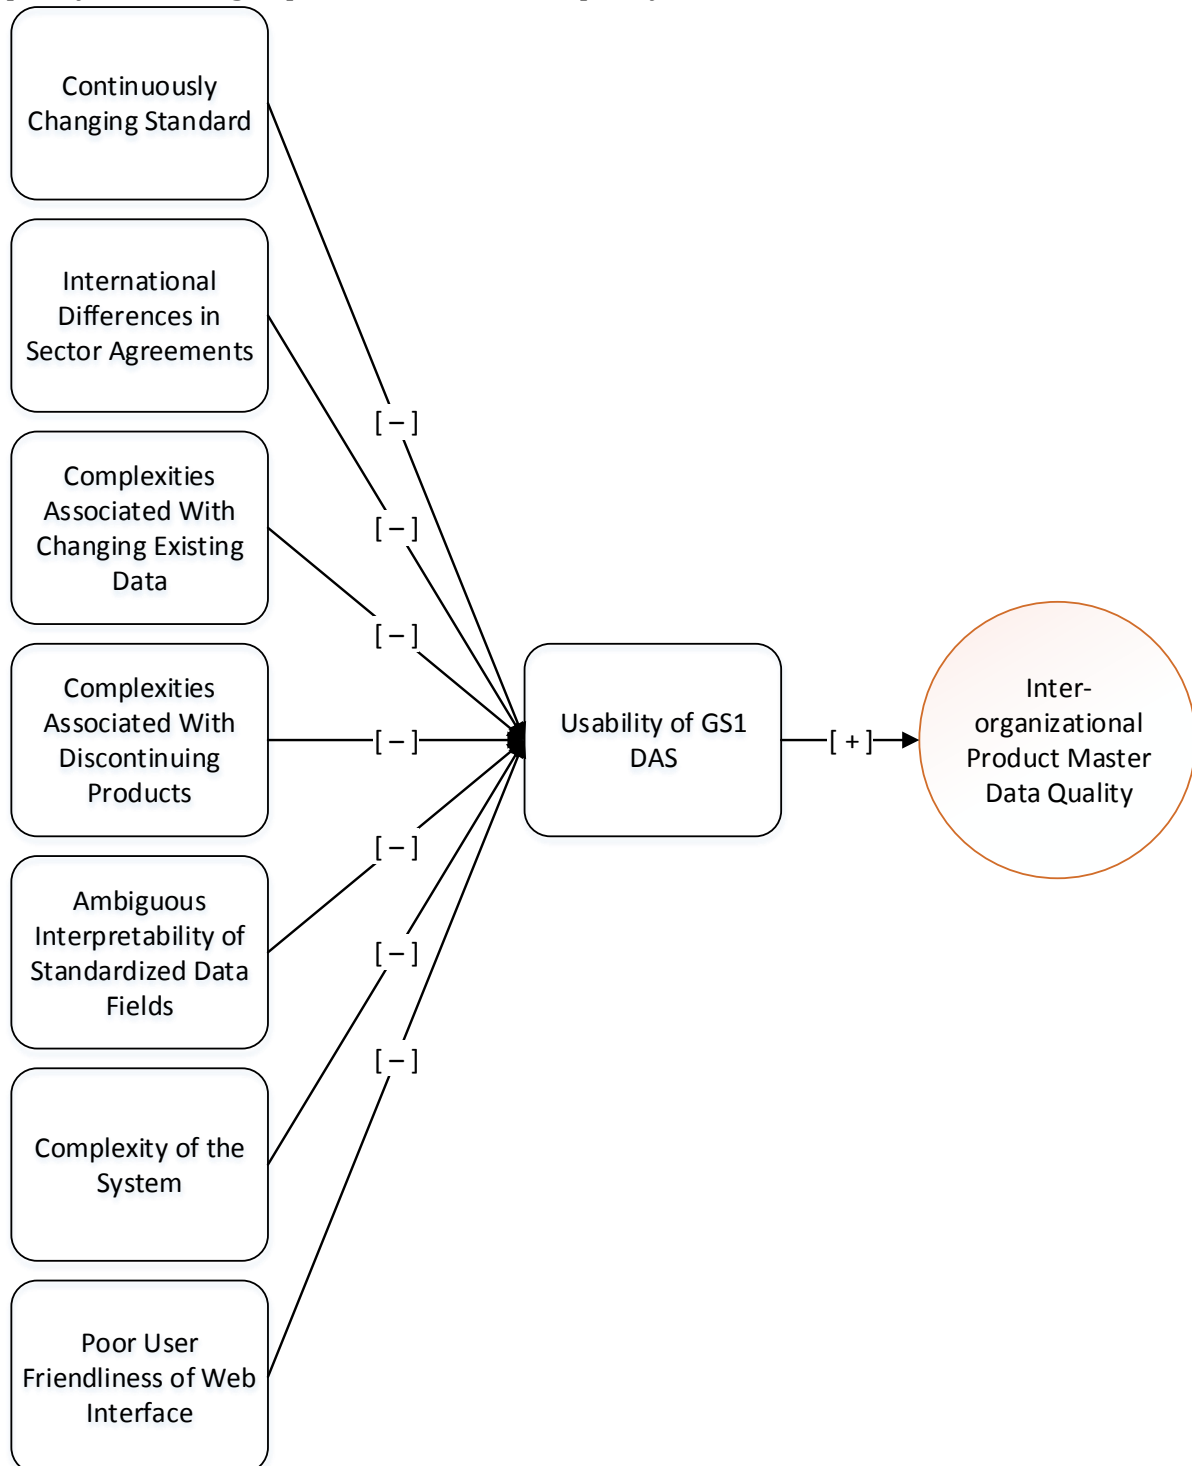 Continuously
Changing Standard
International
Differences in
Sector Agreements
Complexities
Associated With
Changing Existing
Data
Complexities
Associated With
Discontinuing
Products
Ambiguous
Interpretability of
Standardized Data
Fields
Complexity of the
System
Poor User
Friendliness of Web
Interface
[ – ]
[ – ]
[ – ]
[ – ]
[ – ]
[ – ]
[ – ]
Usability of GS1
DAS
[ + ]
Inter-
organizational
Product Master
Data Quality